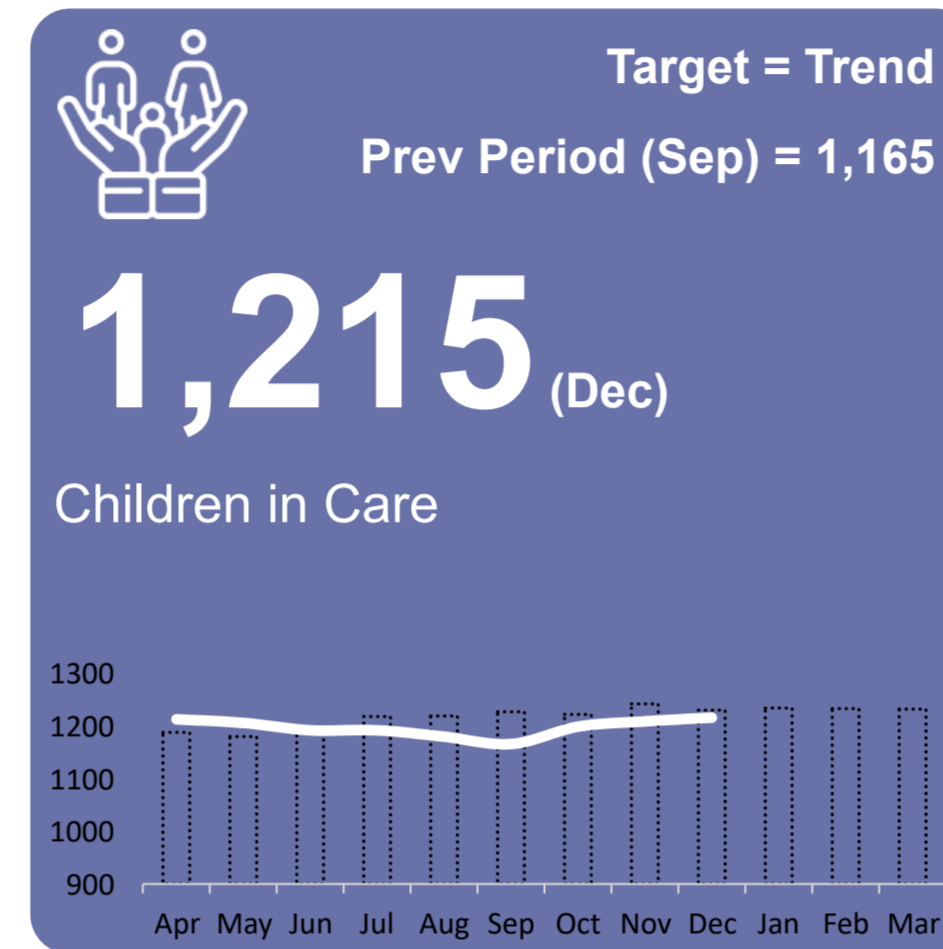 Target = Trend
Prev Period (Sep) = 1,165
1,215 (Dec)
Children in Care
1300
1200
1100
1000
900
Apr May Jun Jul Aug Sep Oct Nov Dec Jan Feb Mar